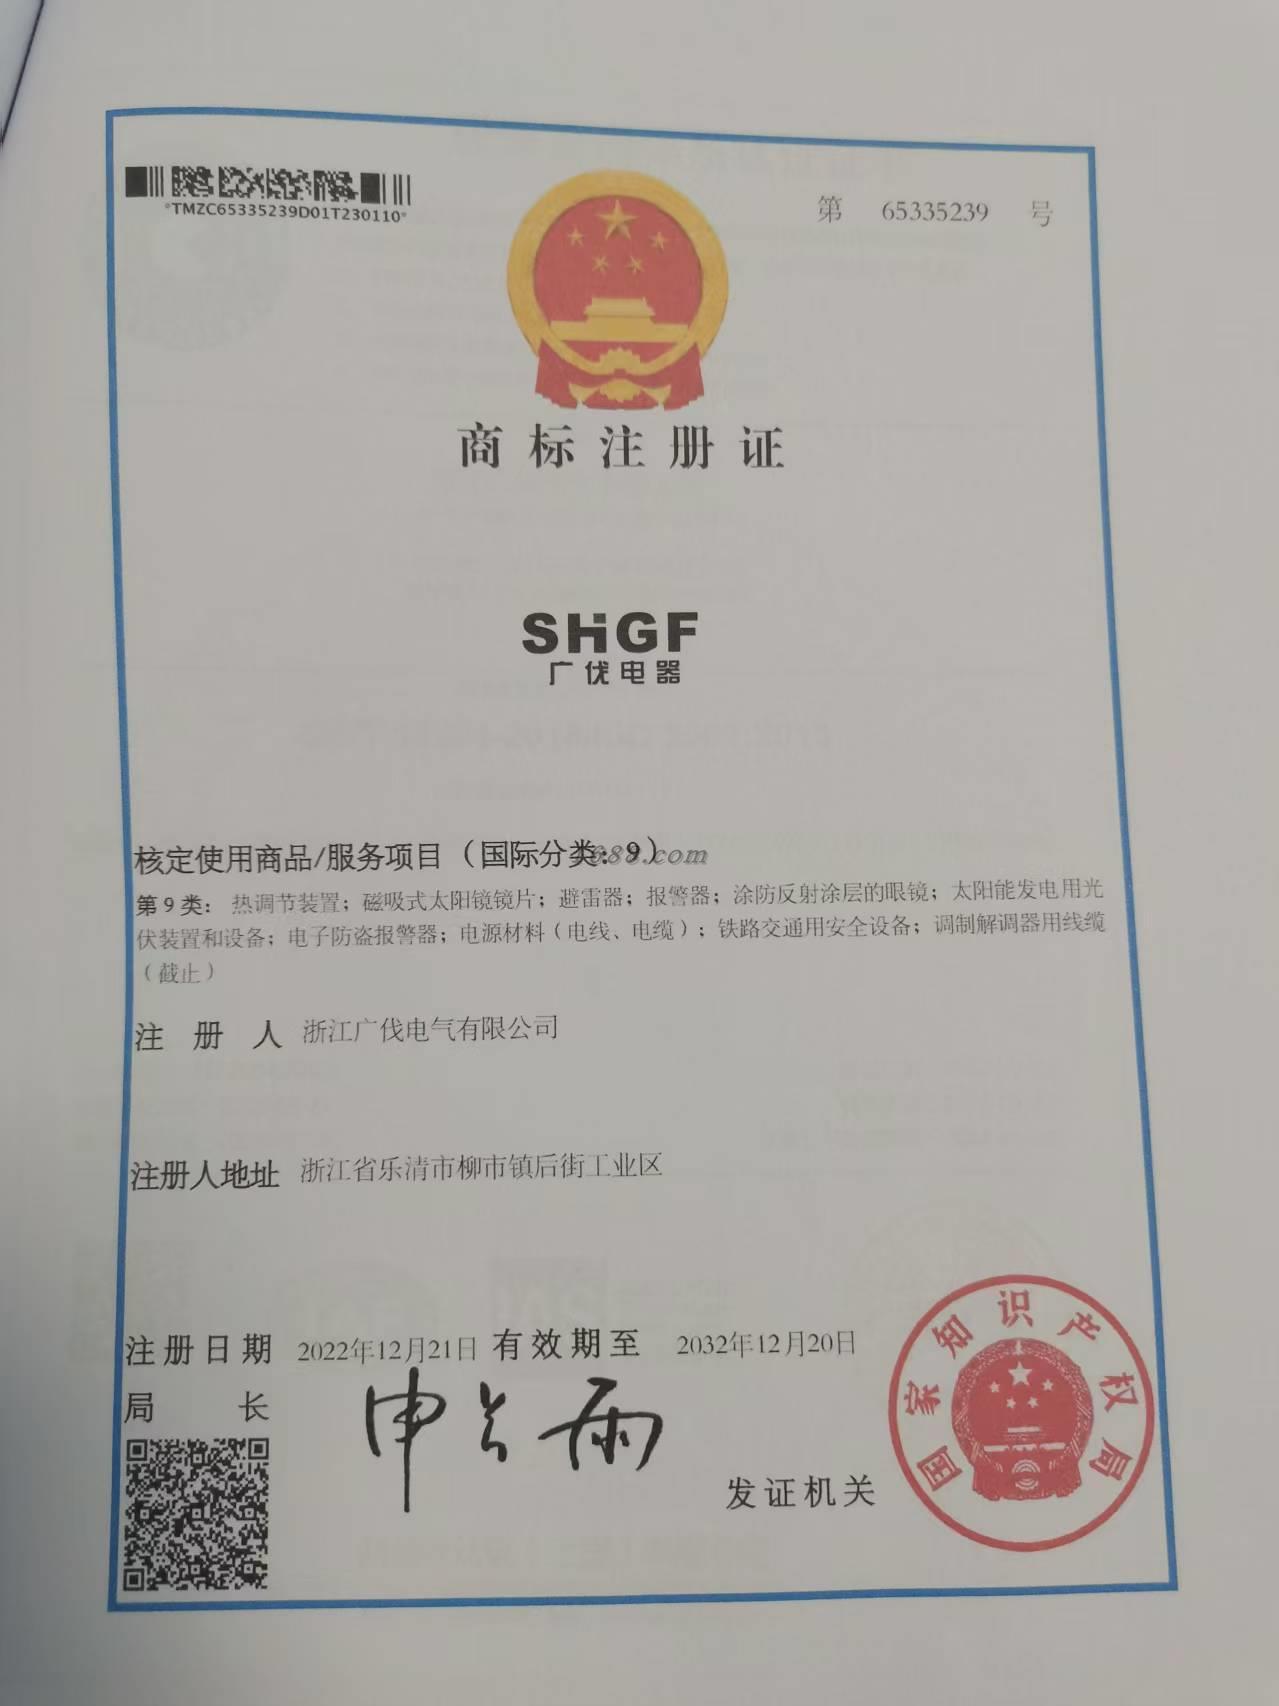 *TMZC65335239D01T230110*
第 65335239 号
商标注册证
SHGF
广伐电器
核定使用商品/服务项目（国际分类：9）
第9类：热调节装置；磁吸式太阳镜镜片；避雷器；报警器；涂防反射涂层的眼镜；太阳能发电用光
伏装置和设备；电子防盗报警器；电源材料（电线、电缆）；铁路交通用安全设备；调制解调器用线缆
（截止）
注册人 浙江广伐电气有限公司
注册人地址 浙江省乐清市柳市镇后街工业区
注册日期 2022年12月21日 有效期至 2032年12月20日
局长 申长雨
发证机关
国家知识产权局